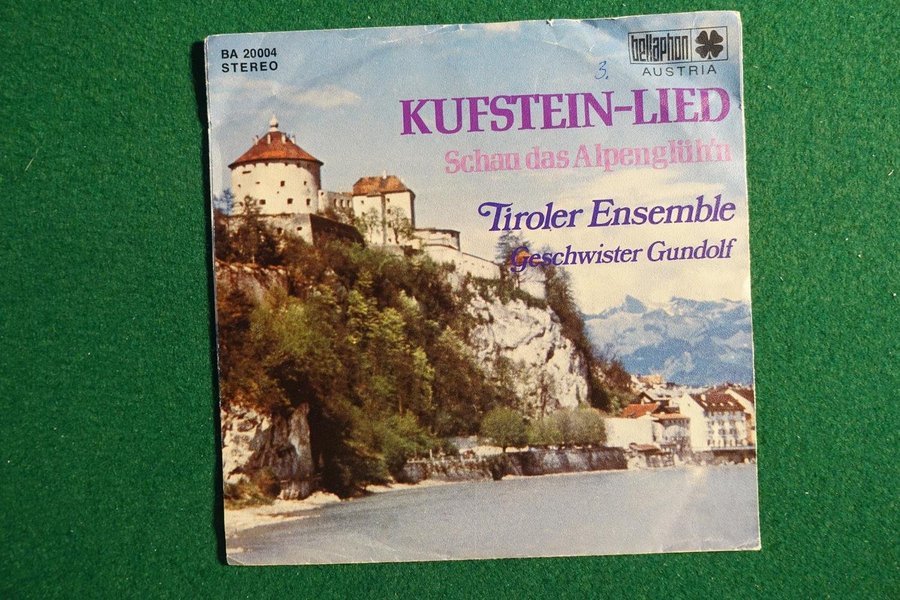 BA 20004
STEREO
bellaphon
AUSTRIA
3.
KUFSTEIN-LIED
Schau das Alpenglüh'n
Tiroler Ensemble
Geschwister Gundolf